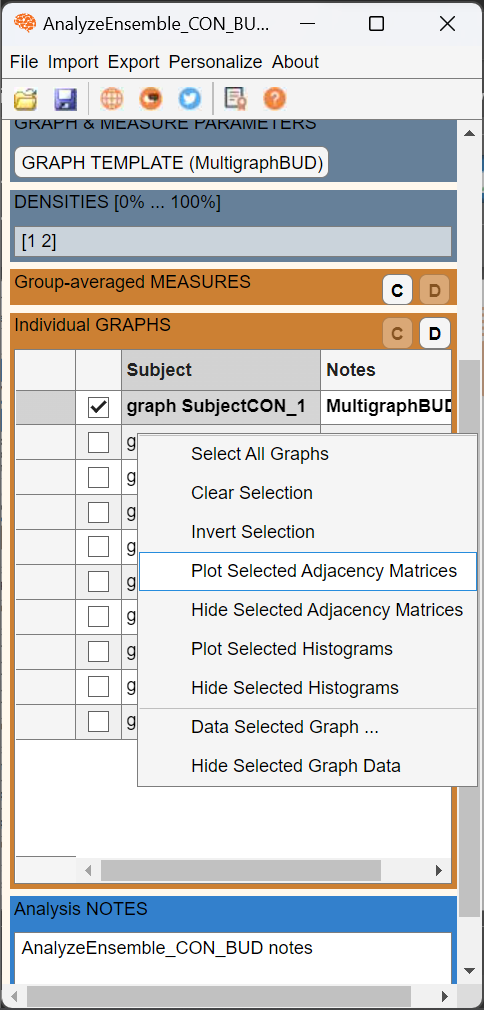 AnalyzeEnsemble_CON_BU...
File Import Export Personalize About
GRAPH & MEASURE PARAMETERS
GRAPH TEMPLATE (MultigraphBUD)
DENSITIES [0% ... 100%]
[1 2]
Group-averaged MEASURES
C D
Individual GRAPHS
C D
Subject Notes
graph SubjectCON_1 MultigraphBUD
g
Select All Graphs
g
Clear Selection
g
Invert Selection
g
Plot Selected Adjacency Matrices
g
Hide Selected Adjacency Matrices
g
Plot Selected Histograms
g
Hide Selected Histograms
g
Data Selected Graph ...
g
Hide Selected Graph Data
Analysis NOTES
AnalyzeEnsemble_CON_BUD notes